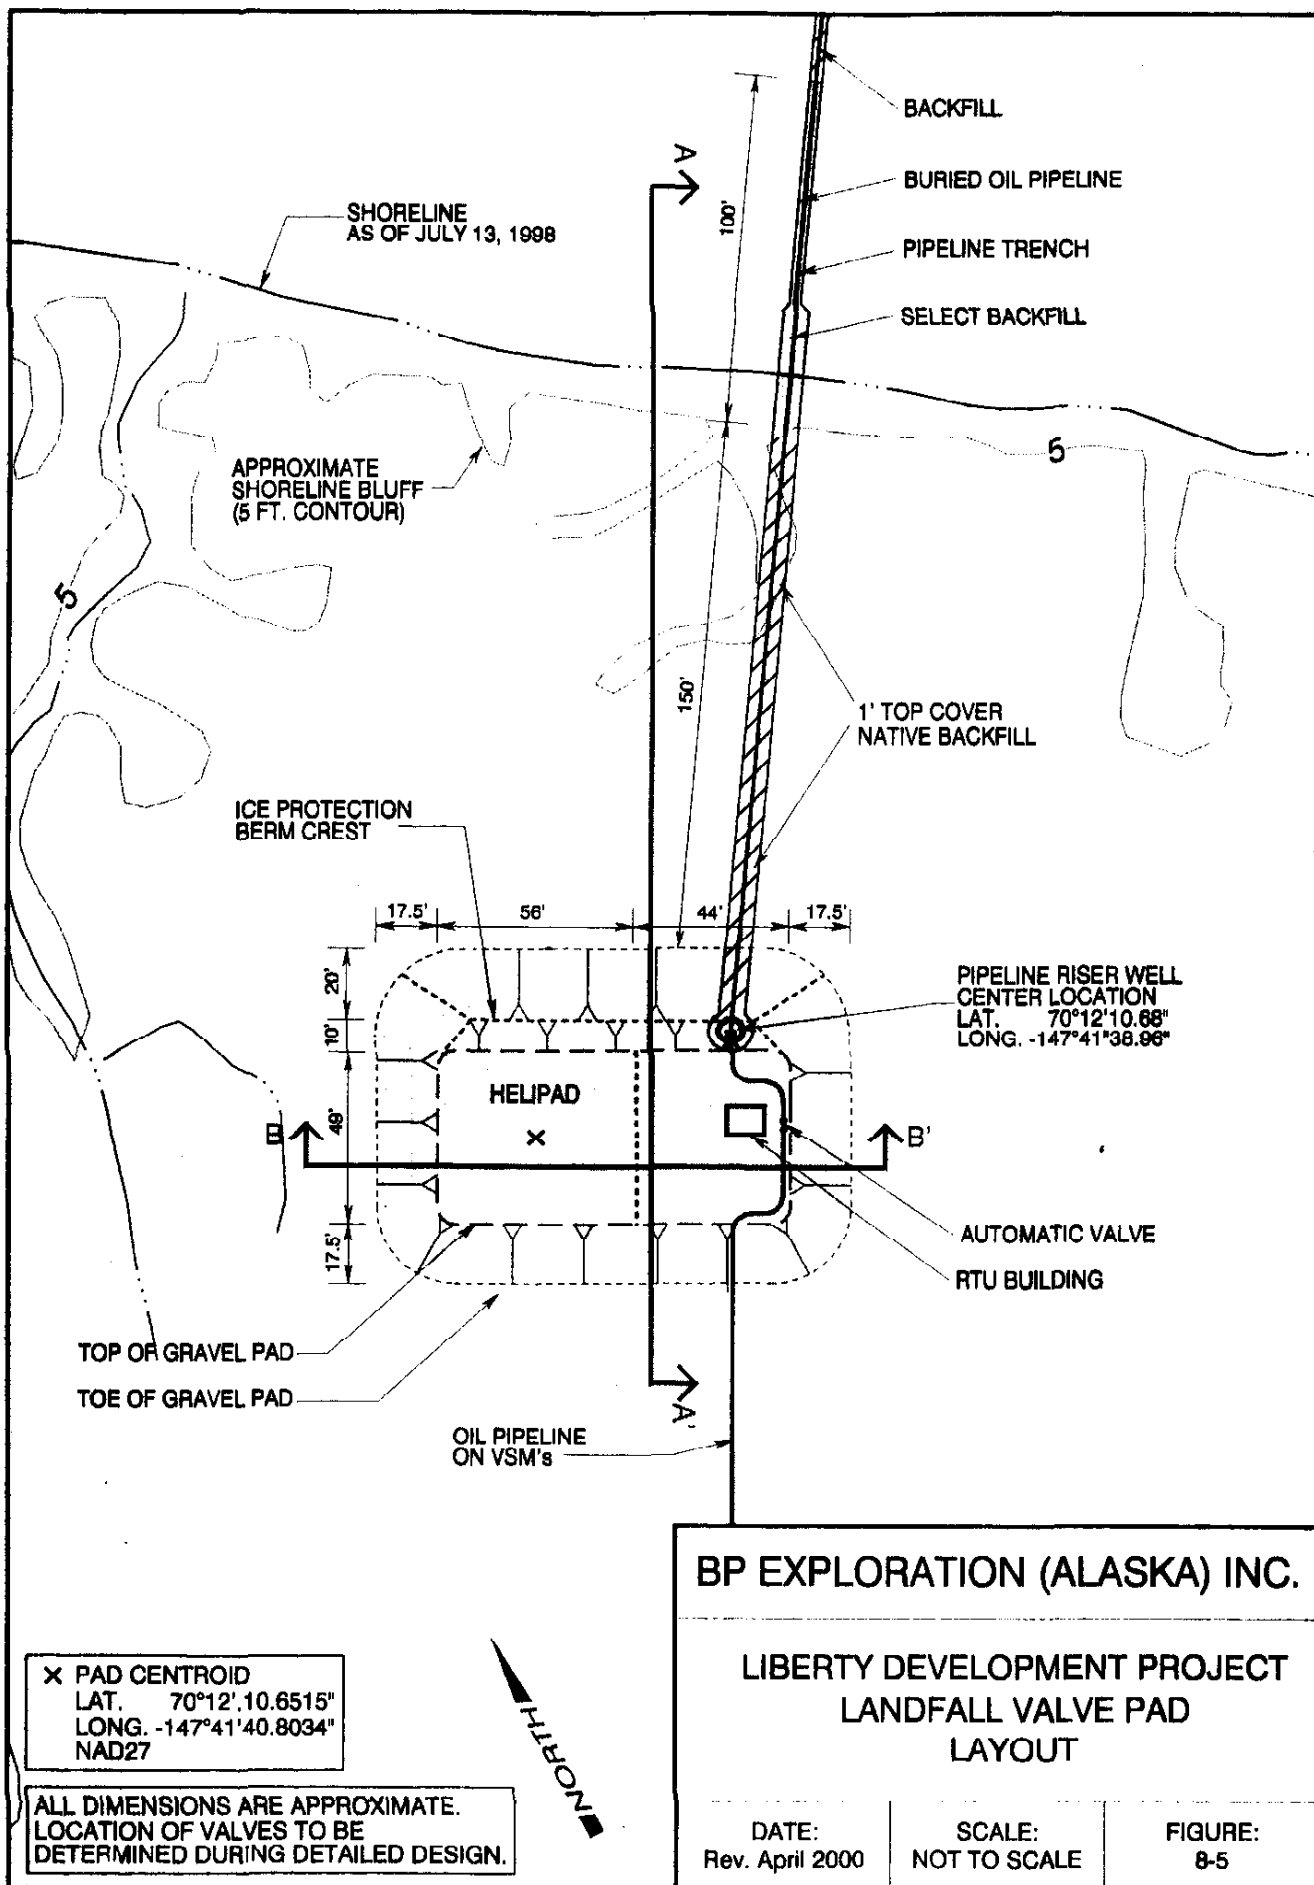 BACKFILL
A
BURIED OIL PIPELINE
SHORELINE
AS OF JULY 13, 1998
100'
PIPELINE TRENCH
SELECT BACKFILL
5
APPROXIMATE
SHORELINE BLUFF
(5 FT. CONTOUR)
5
150'
1' TOP COVER
NATIVE BACKFILL
ICE PROTECTION
BERM CREST
17.5'
56'
44'
17.5'
20'
10'
49'
17.5'
PIPELINE RISER WELL
CENTER LOCATION
LAT. 70°12'10.68"
LONG. -147°41'38.96"
HELIPAD
B
B'
AUTOMATIC VALVE
RTU BUILDING
TOP OF GRAVEL PAD
TOE OF GRAVEL PAD
A'
OIL PIPELINE
ON VSM's
BP EXPLORATION (ALASKA) INC.
LIBERTY DEVELOPMENT PROJECT
LANDFALL VALVE PAD
LAYOUT
X PAD CENTROID
LAT. 70°12'.10.6515"
LONG. -147°41'40.8034"
NAD27
NORTH
ALL DIMENSIONS ARE APPROXIMATE.
LOCATION OF VALVES TO BE
DETERMINED DURING DETAILED DESIGN.
DATE:
Rev. April 2000
SCALE:
NOT TO SCALE
FIGURE:
8-5